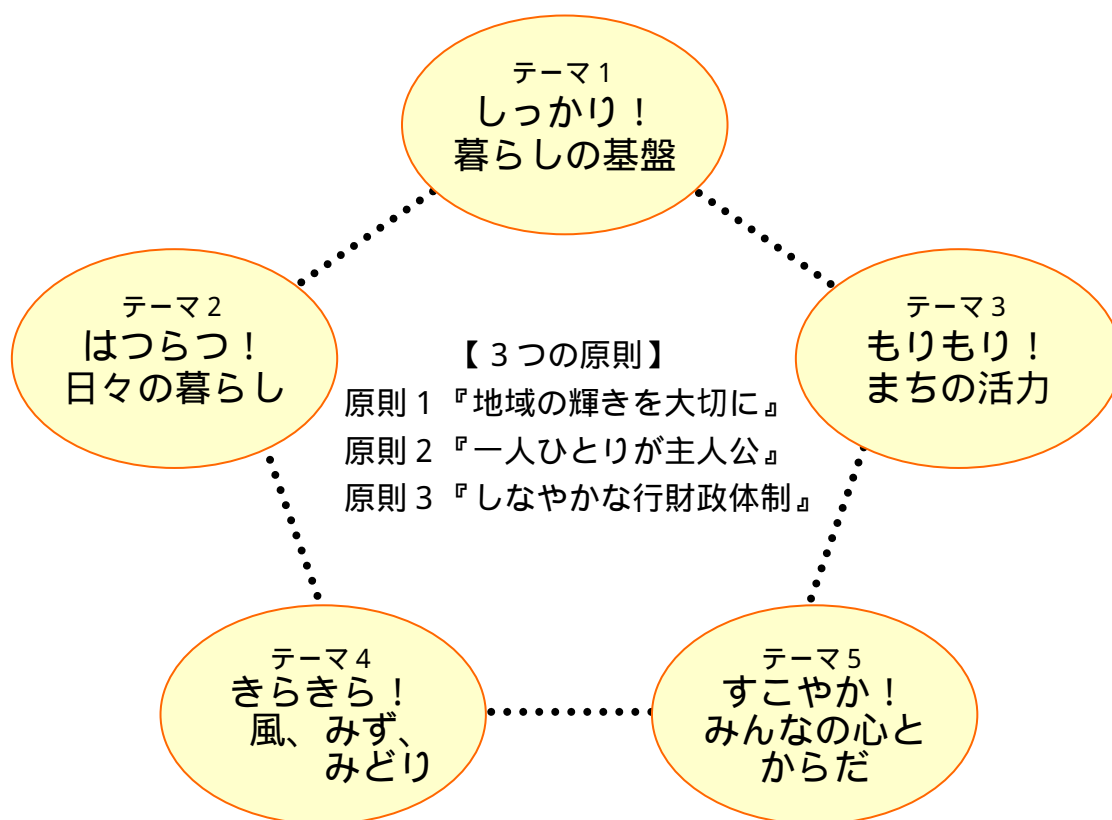 テーマ1
しっかり！
暮らしの基盤
テーマ2
はつらつ！
日々の暮らし
テーマ3
もりもり！
まちの活力
【３つの原則】
原則1『地域の輝きを大切に』
原則2『一人ひとりが主人公』
原則3『しなやかな行財政体制』
テーマ4
きらきら！
風、みず、
みどり
テーマ5
すこやか！
みんなの心と
からだ